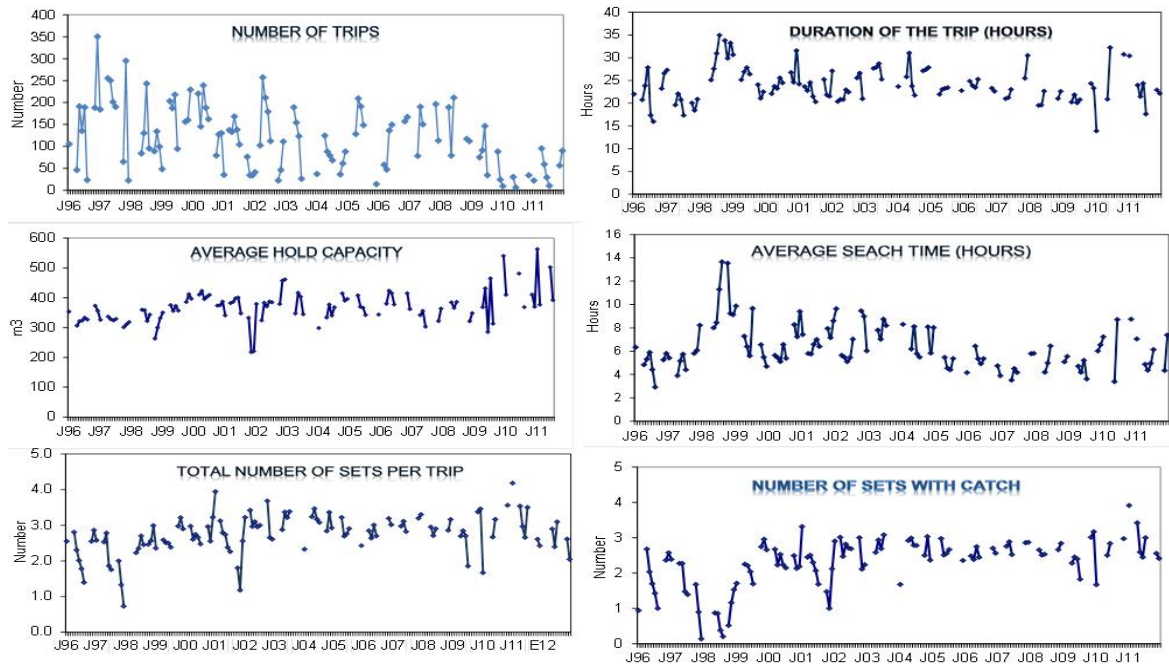 NUMBER OF TRIPS
Number
400
350
300
250
200
150
100
50
0
J96 J97 J98 J99 J00 J01 J02 J03 J04 J05 J06 J07 J08 J09 J10 J11
DURATION OF THE TRIP (HOURS)
Hours
40
35
30
25
20
15
10
5
0
J96 J97 J98 J99 J00 J01 J02 J03 J04 J05 J06 J07 J08 J09 J10 J11
AVERAGE HOLD CAPACITY
m3
600
500
400
300
200
100
0
J96 J97 J98 J99 J00 J01 J02 J03 J04 J05 J06 J07 J08 J09 J10 J11
AVERAGE SEACH TIME (HOURS)
Hours
16
14
12
10
8
6
4
2
0
J96 J97 J98 J99 J00 J01 J02 J03 J04 J05 J06 J07 J08 J09 J10 J11
TOTAL NUMBER OF SETS PER TRIP
Number
5.0
4.0
3.0
2.0
1.0
0.0
J96 J97 J98 J99 J00 J01 J02 J03 J04 J05 J06 J07 J08 J09 J10 J11 E12
NUMBER OF SETS WITH CATCH
Number
5
4
3
2
1
0
J96 J97 J98 J99 J00 J01 J02 J03 J04 J05 J06 J07 J08 J09 J10 J11